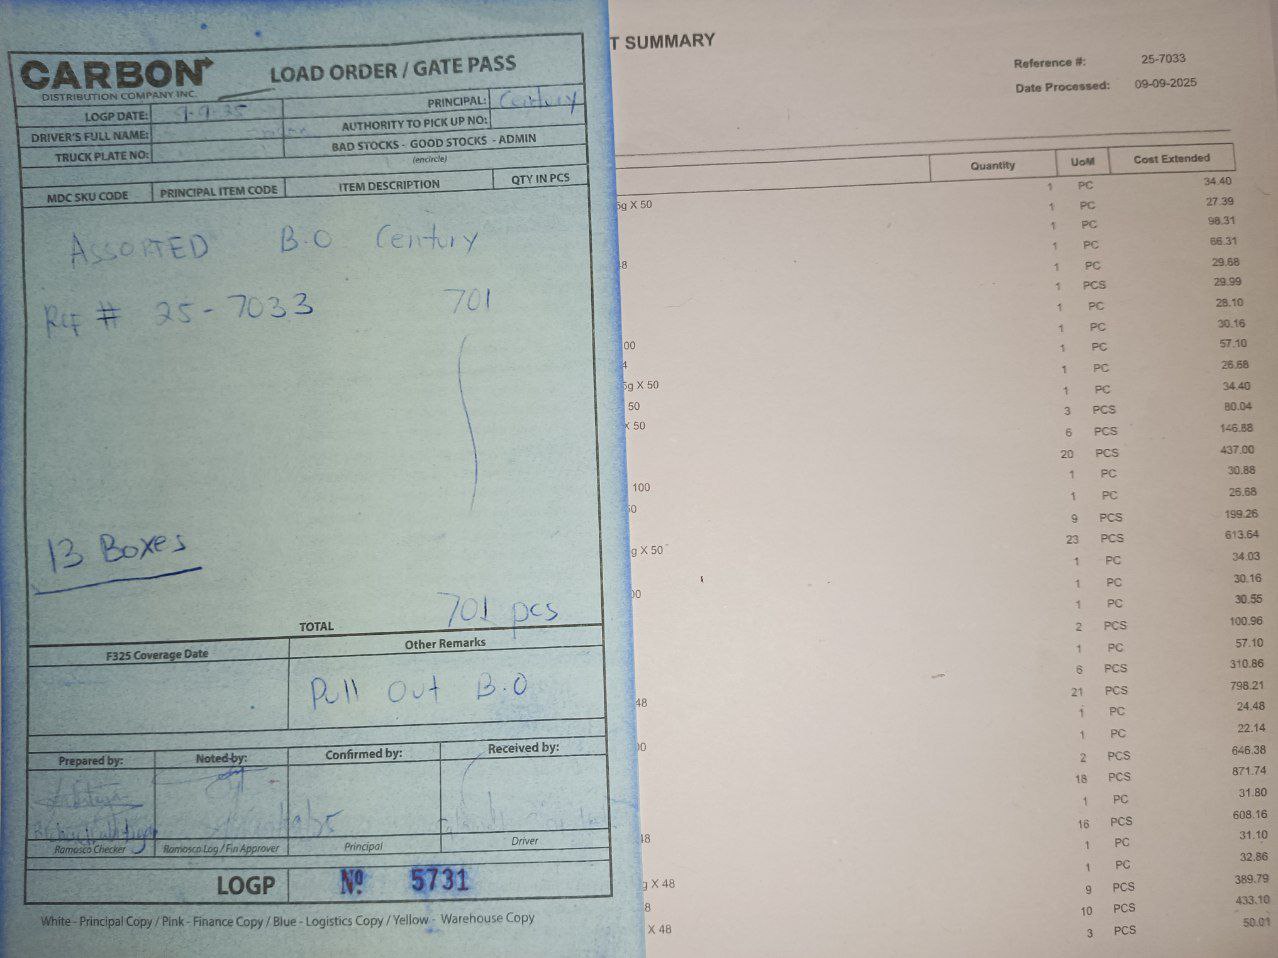 CARBON
DISTRIBUTION COMPANY INC.
LOAD ORDER / GATE PASS
LOGP DATE: 9-9-25
PRINCIPAL: Century
DRIVER'S FULL NAME:
AUTHORITY TO PICK UP NO:
TRUCK PLATE NO:
BAD STOCKS - GOOD STOCKS - ADMIN
(encircle)
MDC SKU CODE PRINCIPAL ITEM CODE ITEM DESCRIPTION QTY IN PCS
ASSORTED B.O Century
Ref # 25-7033 701
13 Boxes
TOTAL 701 pcs
F325 Coverage Date Other Remarks
Pull Out B.O
Prepared by: Noted by: Confirmed by: Received by:
Ramosco Checker Ramosco Log / Fin Approver Principal Driver
LOGP Nº 5731
White - Principal Copy / Pink - Finance Copy / Blue - Logistics Copy / Yellow - Warehouse Copy
T SUMMARY
Reference #: 25-7033
Date Processed: 09-09-2025
Quantity UoM Cost Extended
1 PC 34.40
5g X 50 1 PC 27.39
1 PC 98.31
1 PC 66.31
48 1 PC 29.68
1 PCS 29.99
1 PC 28.10
1 PC 30.16
00 1 PC 57.10
4 1 PC 26.68
5g X 50 1 PC 34.40
50 3 PCS 80.04
X 50 6 PCS 146.88
20 PCS 437.00
1 PC 30.88
100 1 PC 26.68
50 9 PCS 199.26
23 PCS 613.64
g X 50 1 PC 34.03
1 PC 30.16
00 1 PC 30.55
2 PCS 100.96
1 PC 57.10
6 PCS 310.86
21 PCS 798.21
48 1 PC 24.48
1 PC 22.14
00 2 PCS 646.38
18 PCS 871.74
1 PC 31.80
16 PCS 608.16
48 1 PC 31.10
1 PC 32.86
g X 48 9 PCS 389.79
8 10 PCS 433.10
X 48 3 PCS 50.01